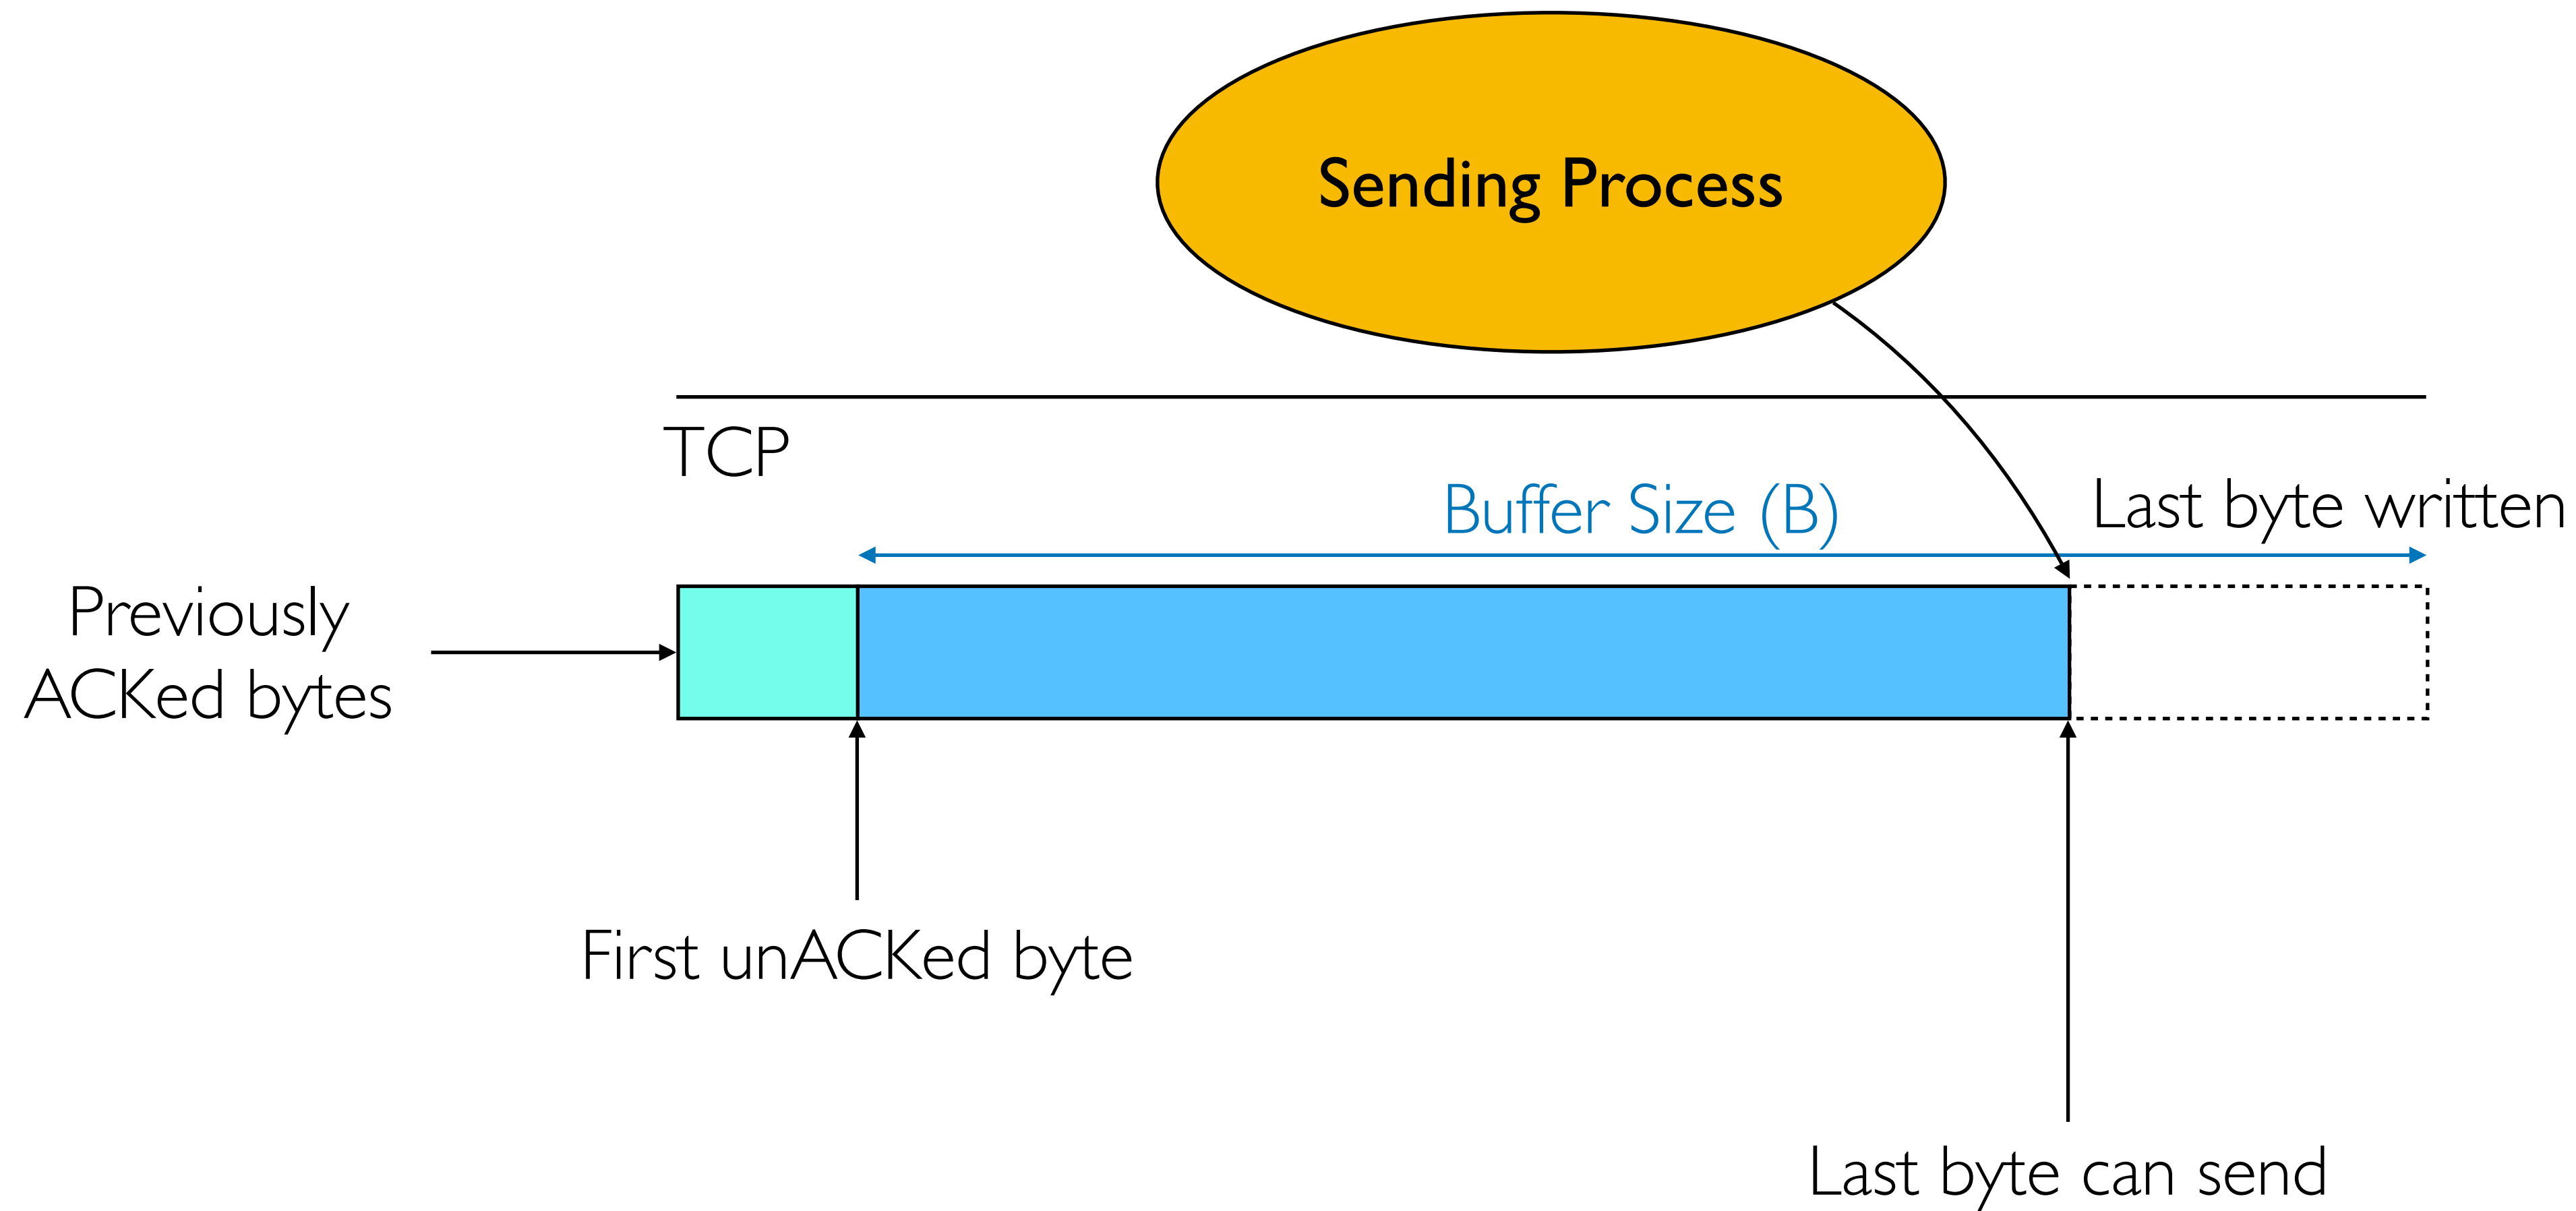 Sending Process
TCP
Buffer Size (B)
Last byte written
Previously
ACKed bytes
First unACKed byte
Last byte can send